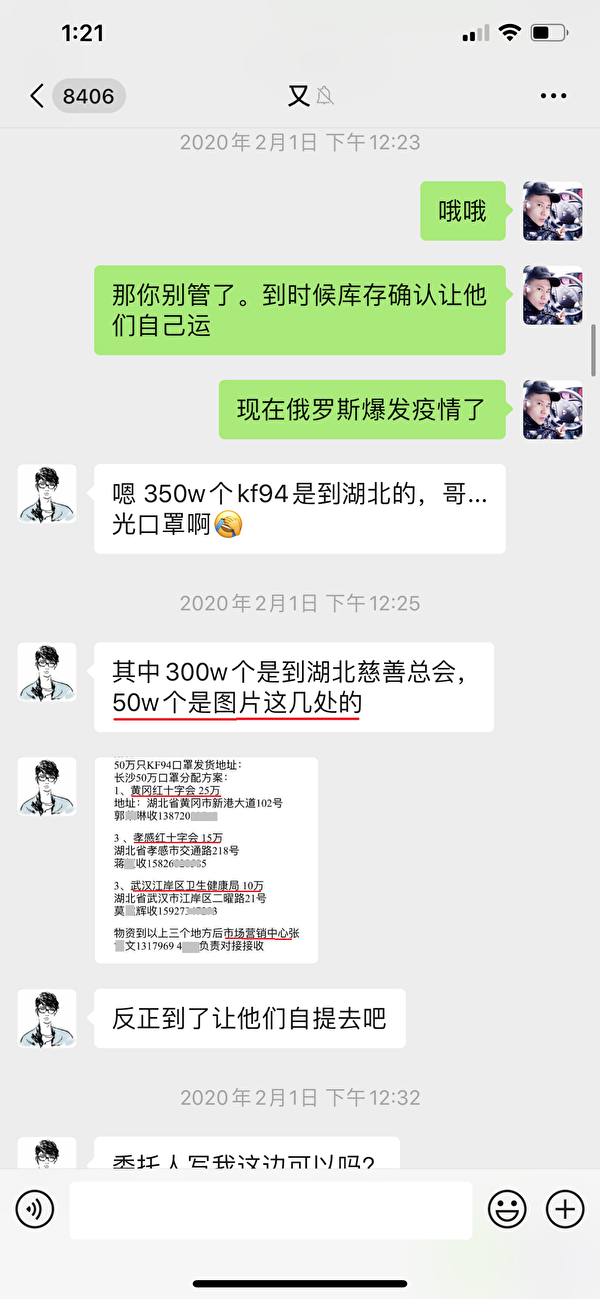 1:21
8406
又
2020年2月1日 下午12:23
哦哦
那你别管了。到时候库存确认让他
们自己运
现在俄罗斯爆发疫情了
嗯 350w个kf94是到湖北的，哥...
光口罩啊
2020年2月1日 下午12:25
其中300w个是到湖北慈善总会，
50w个是图片这几处的
50万只KF94口罩发货地址：
长沙50万口罩分配方案：
1、黄冈红十字会 25万
地址：湖北省黄冈市新港大道102号
郭 琳收138720
3 、孝感红十字会 15万
湖北省孝感市交通路218号
蒋 收15826 5
3、武汉江岸区卫生健康局 10万
湖北省武汉市江岸区二曜路21号
莫 辉收15927 3
物资到以上三个地方后市场营销中心张
文1317969 4 负责对接接收
反正到了让他们自提去吧
2020年2月1日 下午12:32
委托人写我这边可以吗?